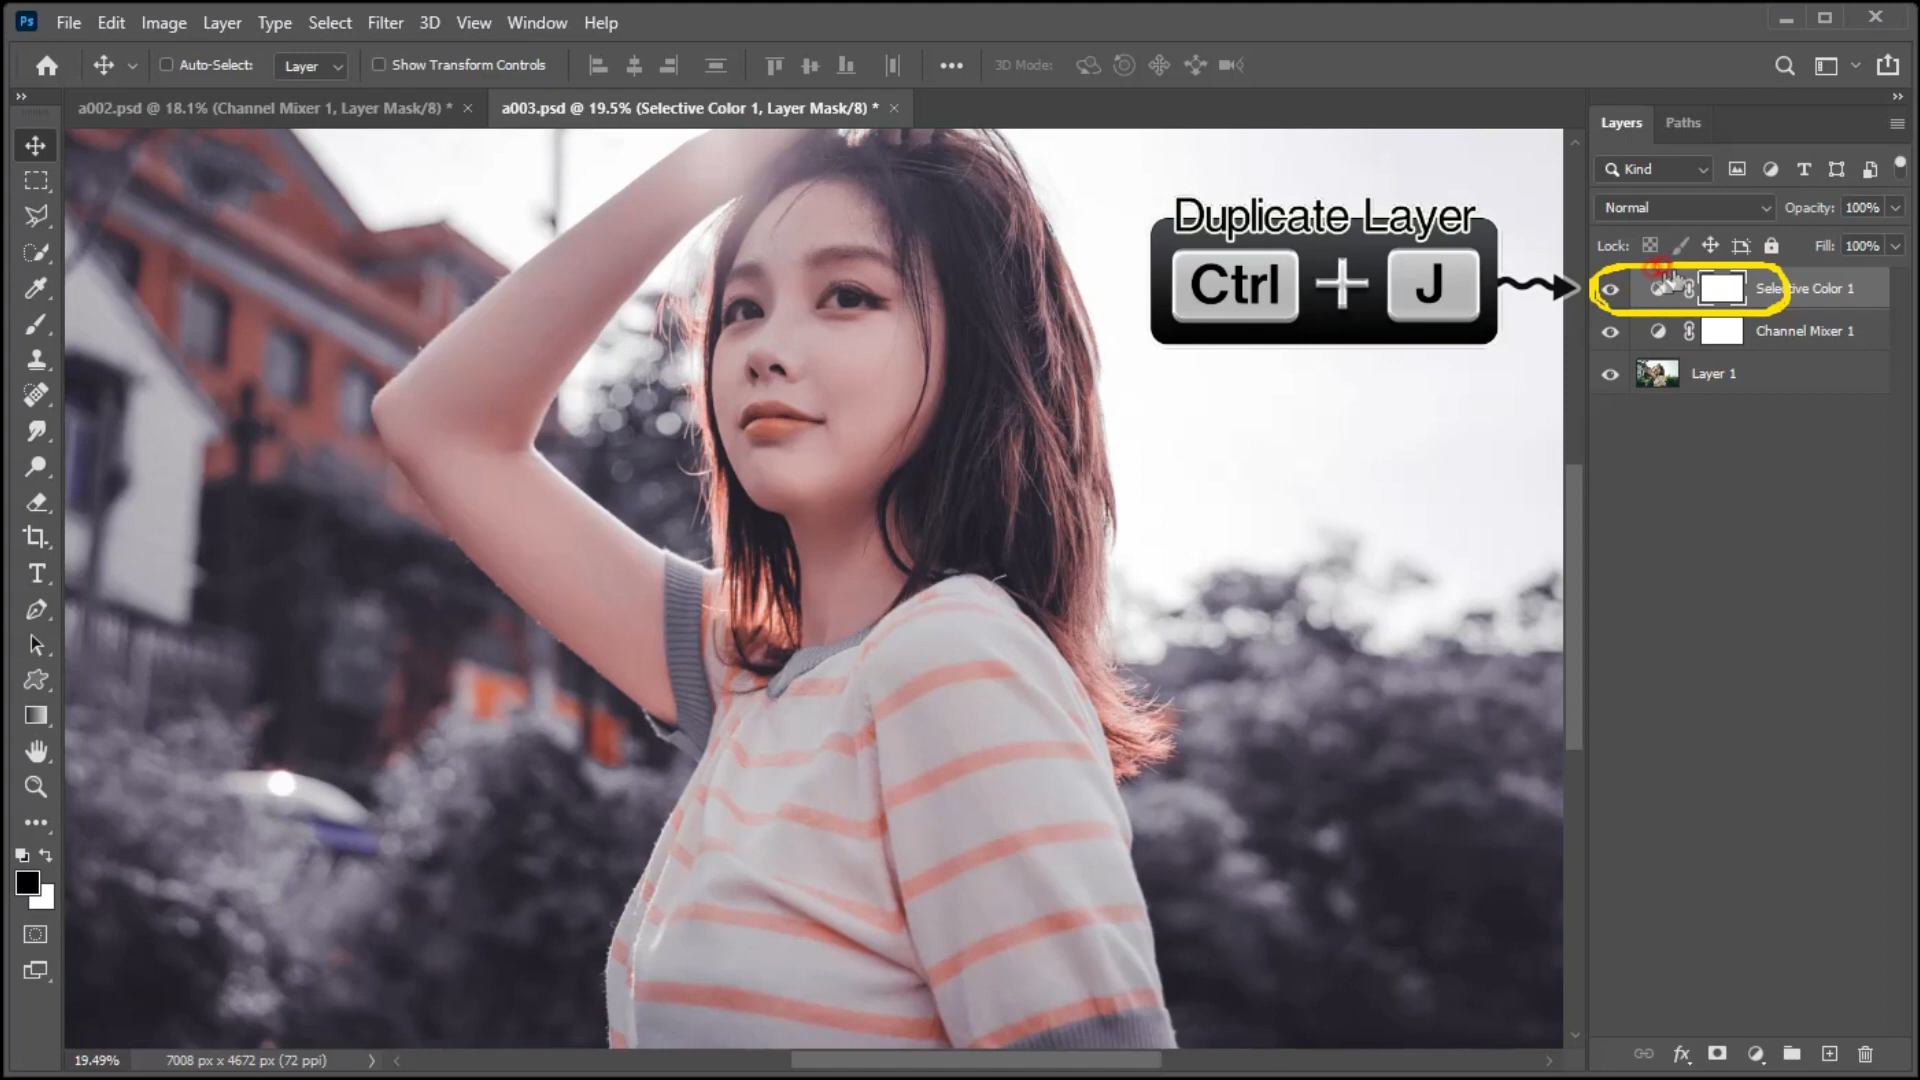 Ps File Edit Image Layer Type Select Filter 3D View Window Help
Auto-Select: Layer Show Transform Controls 3D Mode:
a002.psd @ 18.1% (Channel Mixer 1, Layer Mask/8) * a003.psd @ 19.5% (Selective Color 1, Layer Mask/8) *
Layers Paths
Kind
Normal Opacity: 100%
Lock: Fill: 100%
Selective Color 1
Channel Mixer 1
Layer 1
Duplicate Layer
Ctrl + J
19.49% 7008 px x 4672 px (72 ppi)